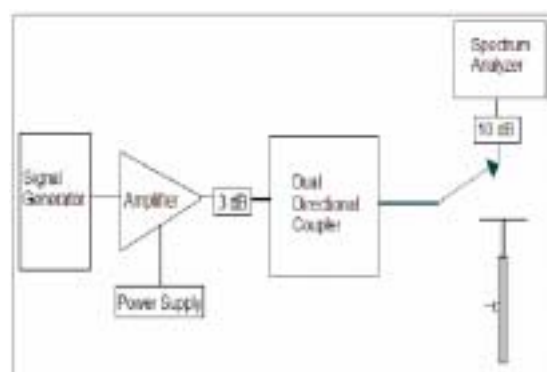 Spectrum
Analyzer
10 dB
Signal
Generator
Amplifier
3 dB
Dual
Directional
Coupler
Power Supply